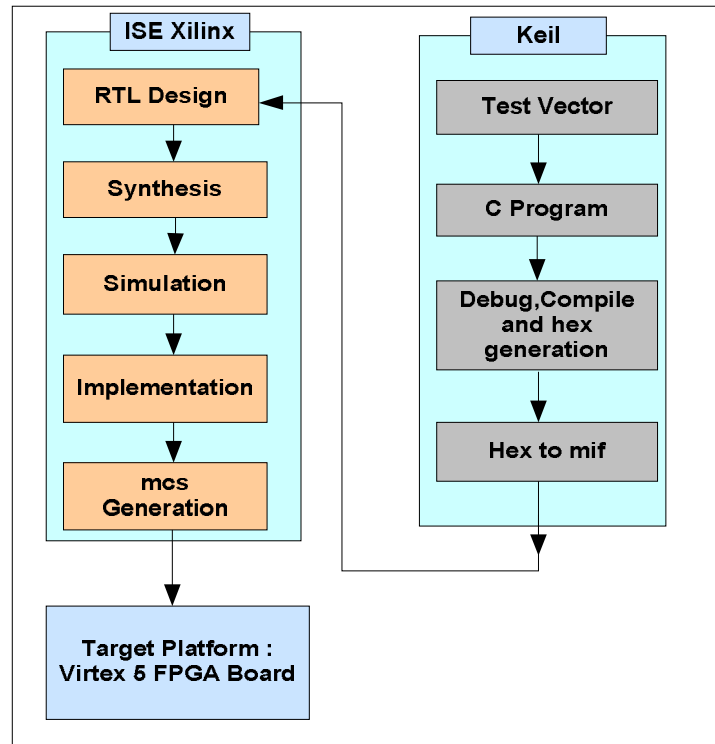 ISE Xilinx
RTL Design
Synthesis
Simulation
Implementation
mcs
Generation
Target Platform :
Virtex 5 FPGA Board
Keil
Test Vector
C Program
Debug,Compile
and hex
generation
Hex to mif